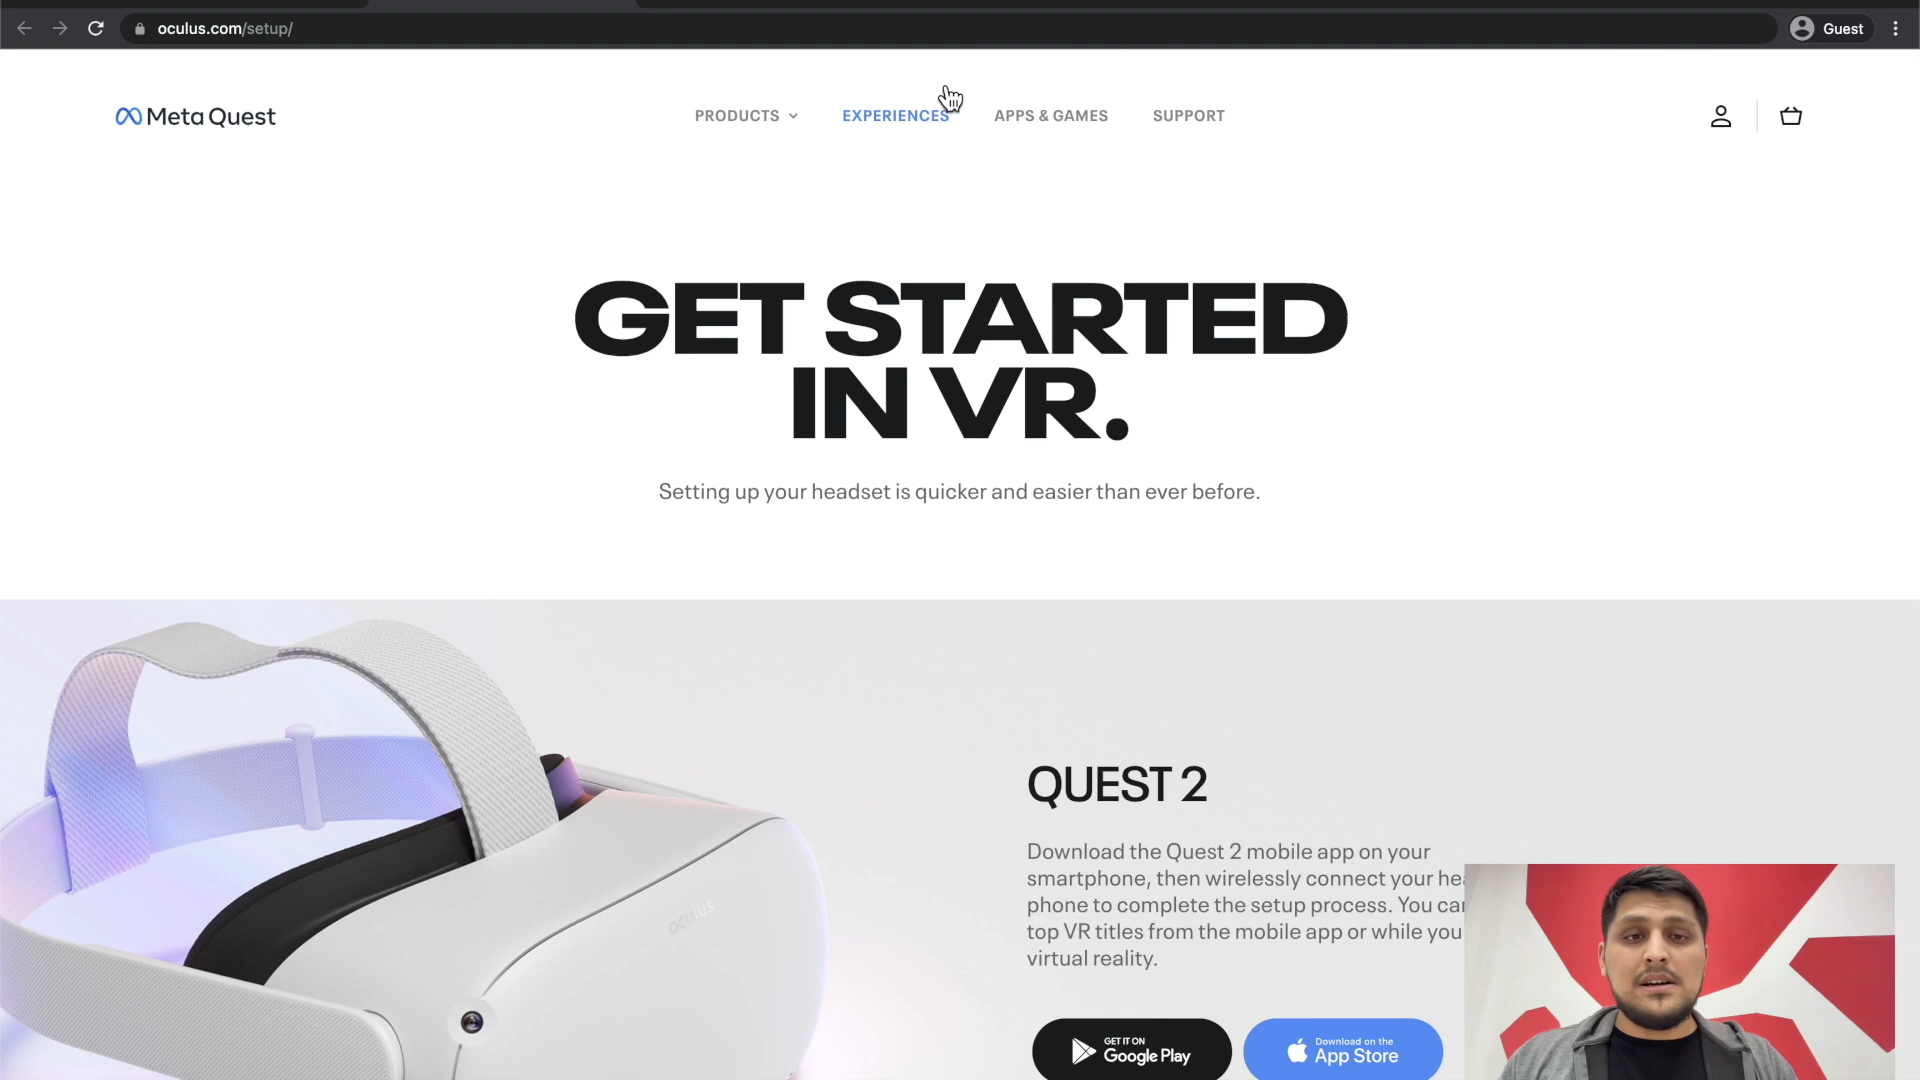 oculus.com/setup/
Guest
Meta Quest
PRODUCTS
EXPERIENCES
APPS & GAMES
SUPPORT
GET STARTED
IN VR.
Setting up your headset is quicker and easier than ever before.
oculus
QUEST 2
Download the Quest 2 mobile app on your
smartphone, then wirelessly connect your
phone to complete the setup process. You
top VR titles from the mobile app or while you
virtual reality.
GET IT ON
Google Play
Download on the
App Store